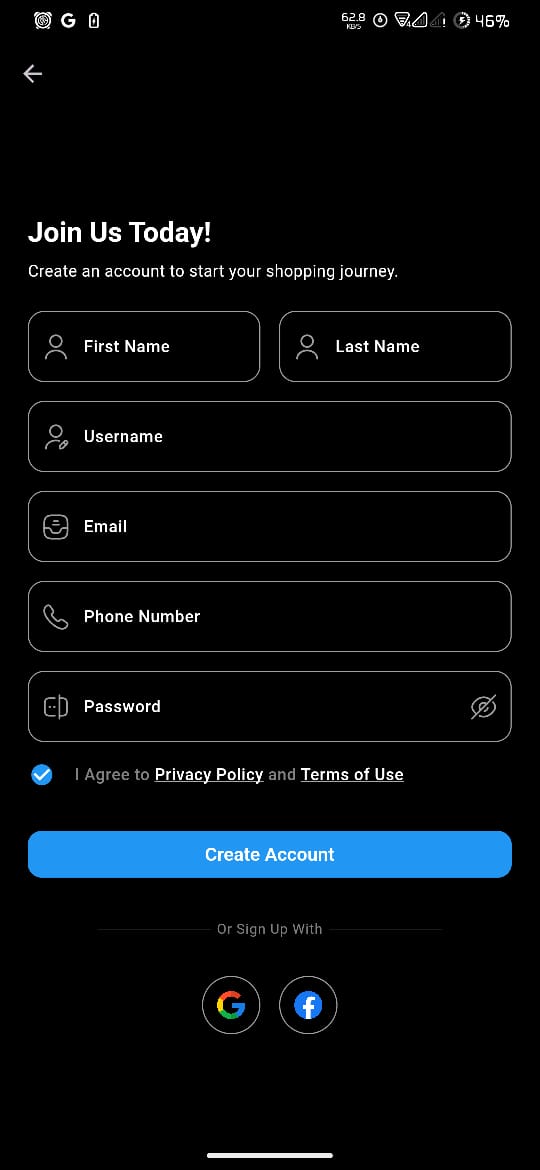 62.8
KB/S
46%
Join Us Today!
Create an account to start your shopping journey.
First Name
Last Name
Username
Email
Phone Number
Password
I Agree to Privacy Policy and Terms of Use
Create Account
Or Sign Up With